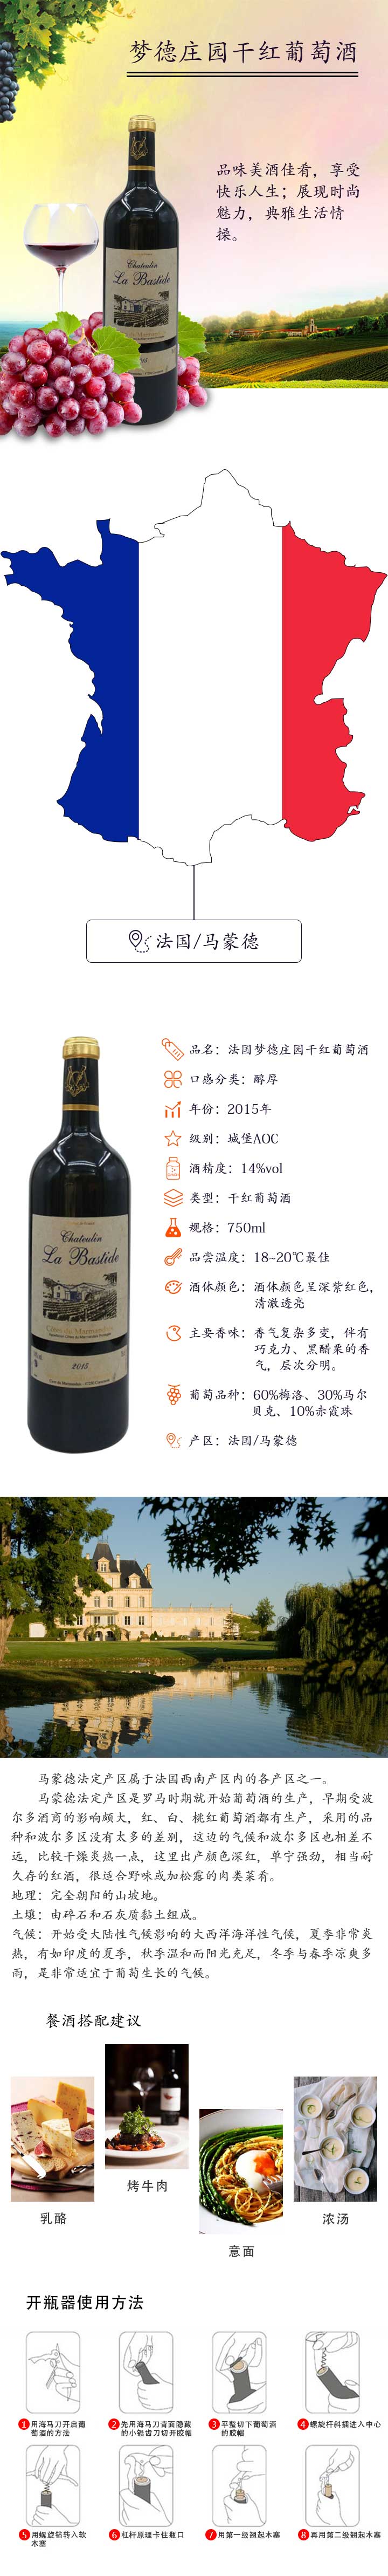 梦德庄园干红葡萄酒
品味美酒佳肴，享受
快乐人生；展现时尚
魅力，典雅生活情
操。
Chateulin
La Bastide
法国/马蒙德
品名：法国梦德庄园干红葡萄酒
口感分类：醇厚
年份：2015年
级别：城堡AOC
酒精度：14%vol
类型：干红葡萄酒
规格：750ml
品尝温度：18~20℃最佳
酒体颜色：酒体颜色呈深紫红色，
清澈透亮
主要香味：香气复杂多变，伴有
巧克力、黑醋栗的香
气，层次分明。
葡萄品种：60%梅洛、30%马尔
贝克、10%赤霞珠
产区：法国/马蒙德
Chateulin
La Bastide
Côtes du Marmandais
2015
马蒙德法定产区属于法国西南产区内的各产区之一。
马蒙德法定产区是罗马时期就开始葡萄酒的生产，早期受波
尔多酒商的影响颇大，红、白、桃红葡萄酒都有生产，采用的品
种和波尔多区没有太多的差别，这边的气候和波尔多区也相差不
远，比较干燥炎热一点，这里出产颜色深红，单宁强劲，相当耐
久存的红酒，很适合野味或加松露的肉类菜肴。
地理：完全朝阳的山坡地。
土壤：由碎石和石灰质黏土组成。
气候：开始受大陆性气候影响的大西洋海洋性气候，夏季非常炎
热，有如印度的夏季，秋季温和而阳光充足，冬季与春季凉爽多
雨，是非常适宜于葡萄生长的气候。
餐酒搭配建议
乳酪
烤牛肉
意面
浓汤
开瓶器使用方法
1 用海马刀开启葡
萄酒的方法
2 先用海马刀背面隐藏
的小锯齿刀切开胶帽
3 平整切下葡萄酒
的胶帽
4 螺旋杆斜插进入中心
5 用螺旋钻转入软
木塞
6 杠杆原理卡住瓶口
7 用第一级翘起木塞
8 再用第二级翘起木塞